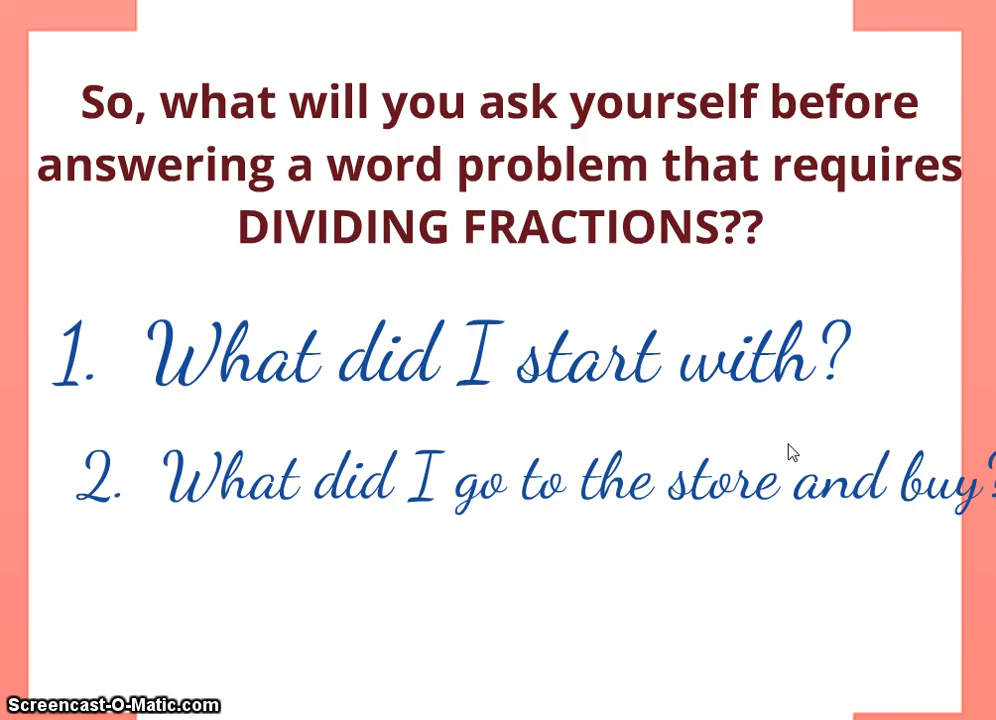 So, what will you ask yourself before
answering a word problem that requires
DIVIDING FRACTIONS??
1. What did I start with?
2. What did I go to the store and buy?
Screencast-O-Matic.com